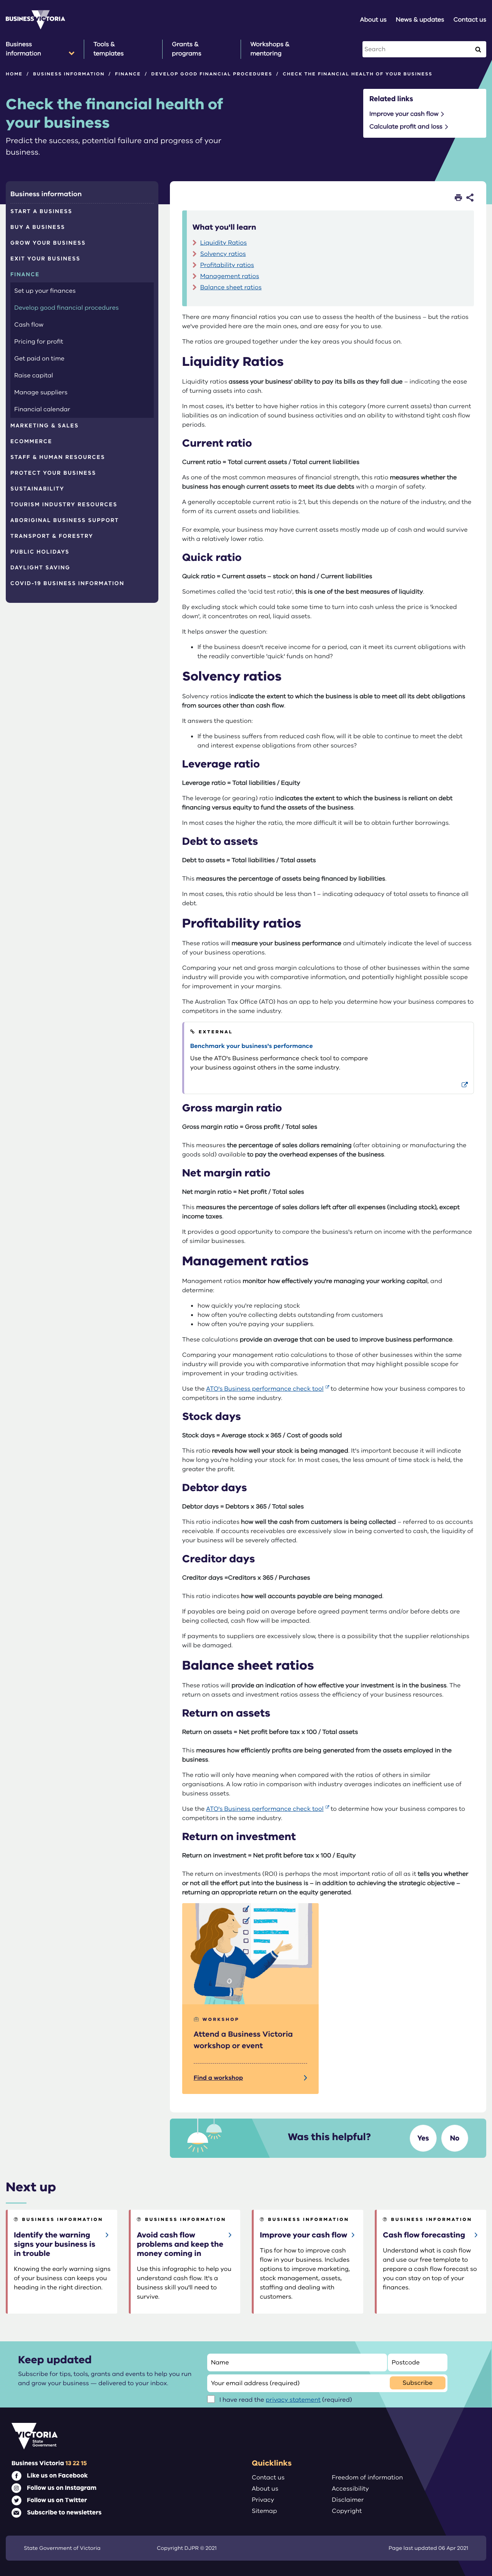 BUSINESS VICTORIA
About us
News & updates
Contact us
Business information
Tools & templates
Grants & programs
Workshops & mentoring
Search
HOME / BUSINESS INFORMATION / FINANCE / DEVELOP GOOD FINANCIAL PROCEDURES / CHECK THE FINANCIAL HEALTH OF YOUR BUSINESS
Check the financial health of
your business
Predict the success, potential failure and progress of your
business.
Related links
Improve your cash flow
Calculate profit and loss
Business information
START A BUSINESS
BUY A BUSINESS
GROW YOUR BUSINESS
EXIT YOUR BUSINESS
FINANCE
Set up your finances
Develop good financial procedures
Cash flow
Pricing for profit
Get paid on time
Raise capital
Manage suppliers
Financial calendar
MARKETING & SALES
ECOMMERCE
STAFF & HUMAN RESOURCES
PROTECT YOUR BUSINESS
SUSTAINABILITY
TOURISM INDUSTRY RESOURCES
ABORIGINAL BUSINESS SUPPORT
TRANSPORT & FORESTRY
PUBLIC HOLIDAYS
DAYLIGHT SAVING
COVID-19 BUSINESS INFORMATION
What you'll learn
Liquidity Ratios
Solvency ratios
Profitability ratios
Management ratios
Balance sheet ratios
There are many financial ratios you can use to assess the health of the business – but the ratios
we've provided here are the main ones, and are easy for you to use.
The ratios are grouped together under the key areas you should focus on.
Liquidity Ratios
Liquidity ratios assess your business' ability to pay its bills as they fall due – indicating the ease
of turning assets into cash.
In most cases, it's better to have higher ratios in this category (more current assets) than current
liabilities as an indication of sound business activities and an ability to withstand tight cash flow
periods.
Current ratio
Current ratio = Total current assets / Total current liabilities
As one of the most common measures of financial strength, this ratio measures whether the
business has enough current assets to meet its due debts with a margin of safety.
A generally acceptable current ratio is 2:1, but this depends on the nature of the industry, and the
form of its current assets and liabilities.
For example, your business may have current assets mostly made up of cash and would survive
with a relatively lower ratio.
Quick ratio
Quick ratio = Current assets – stock on hand / Current liabilities
Sometimes called the 'acid test ratio', this is one of the best measures of liquidity.
By excluding stock which could take some time to turn into cash unless the price is 'knocked
down', it concentrates on real, liquid assets.
It helps answer the question:
• If the business doesn't receive income for a period, can it meet its current obligations with
the readily convertible 'quick' funds on hand?
Solvency ratios
Solvency ratios indicate the extent to which the business is able to meet all its debt obligations
from sources other than cash flow.
It answers the question:
• If the business suffers from reduced cash flow, will it be able to continue to meet the debt
and interest expense obligations from other sources?
Leverage ratio
Leverage ratio = Total liabilities / Equity
The leverage (or gearing) ratio indicates the extent to which the business is reliant on debt
financing versus equity to fund the assets of the business.
In most cases the higher the ratio, the more difficult it will be to obtain further borrowings.
Debt to assets
Debt to assets = Total liabilities / Total assets
This measures the percentage of assets being financed by liabilities.
In most cases, this ratio should be less than 1 – indicating adequacy of total assets to finance all
debt.
Profitability ratios
These ratios will measure your business performance and ultimately indicate the level of success
of your business operations.
Comparing your net and gross margin calculations to those of other businesses within the same
industry will provide you with comparative information, and potentially highlight possible scope
for improvement in your margins.
The Australian Tax Office (ATO) has an app to help you determine how your business compares to
competitors in the same industry.
EXTERNAL
Benchmark your business's performance
Use the ATO's Business performance check tool to compare
your business against others in the same industry.
Gross margin ratio
Gross margin ratio = Gross profit / Total sales
This measures the percentage of sales dollars remaining (after obtaining or manufacturing the
goods sold) available to pay the overhead expenses of the business.
Net margin ratio
Net margin ratio = Net profit / Total sales
This measures the percentage of sales dollars left after all expenses (including stock), except
income taxes.
It provides a good opportunity to compare the business's return on income with the performance
of similar businesses.
Management ratios
Management ratios monitor how effectively you're managing your working capital, and
determine:
• how quickly you're replacing stock
• how often you're collecting debts outstanding from customers
• how often you're paying your suppliers.
These calculations provide an average that can be used to improve business performance.
Comparing your management ratio calculations to those of other businesses within the same
industry will provide you with comparative information that may highlight possible scope for
improvement in your trading activities.
Use the ATO's Business performance check tool to determine how your business compares to
competitors in the same industry.
Stock days
Stock days = Average stock x 365 / Cost of goods sold
This ratio reveals how well your stock is being managed. It's important because it will indicate
how long you're holding your stock for. In most cases, the less amount of time stock is held, the
greater the profit.
Debtor days
Debtor days = Debtors x 365 / Total sales
This ratio indicates how well the cash from customers is being collected – referred to as accounts
receivable. If accounts receivables are excessively slow in being converted to cash, the liquidity
of your business will be severely affected.
Creditor days
Creditor days =Creditors x 365 / Purchases
This ratio indicates how well accounts payable are being managed.
If payables are being paid on average before agreed payment terms and/or before debts are
being collected, cash flow will be impacted.
If payments to suppliers are excessively slow, there is a possibility that the supplier relationships
will be damaged.
Balance sheet ratios
These ratios will provide an indication of how effective your investment is in the business. The
return on assets and investment ratios assess the efficiency of your business resources.
Return on assets
Return on assets = Net profit before tax x 100 / Total assets
This measures how efficiently profits are being generated from the assets employed in the
business.
The ratio will only have meaning when compared with the ratios of others in similar
organisations. A low ratio in comparison with industry averages indicates an inefficient use of
business assets.
Use the ATO's Business performance check tool to determine how your business compares to
competitors in the same industry.
Return on investment
Return on investment = Net profit before tax x 100 / Equity
The return on investments (ROI) is perhaps the most important ratio of all as it tells you whether
or not all the effort put into the business is – in addition to achieving the strategic objective –
returning an appropriate return on the equity generated.
WORKSHOP
Attend a Business Victoria
workshop or event
Find a workshop
Was this helpful?
Yes
No
Next up
BUSINESS INFORMATION
Identify the warning
signs your business is
in trouble
Knowing the early warning signs
of your business can keeps you
heading in the right direction.
BUSINESS INFORMATION
Avoid cash flow
problems and keep the
money coming in
Use this infographic to help you
understand cash flow. It's a
business skill you'll need to
survive.
BUSINESS INFORMATION
Improve your cash flow
Tips for how to improve cash
flow in your business. Includes
options to improve marketing,
stock management, assets,
staffing and dealing with
customers.
BUSINESS INFORMATION
Cash flow forecasting
Understand what is cash flow
and use our free template to
prepare a cash flow forecast so
you can stay on top of your
finances.
Keep updated
Subscribe for tips, tools, grants and events to help you run
and grow your business — delivered to your inbox.
Name
Postcode
Your email address (required)
Subscribe
I have read the privacy statement (required)
VICTORIA
State
Government
Business Victoria 13 22 15
Like us on Facebook
Follow us on Instagram
Follow us on Twitter
Subscribe to newsletters
Quicklinks
Contact us
About us
Privacy
Sitemap
Freedom of information
Accessibility
Disclaimer
Copyright
State Government of Victoria
Copyright DJPR © 2021
Page last updated 06 Apr 2021